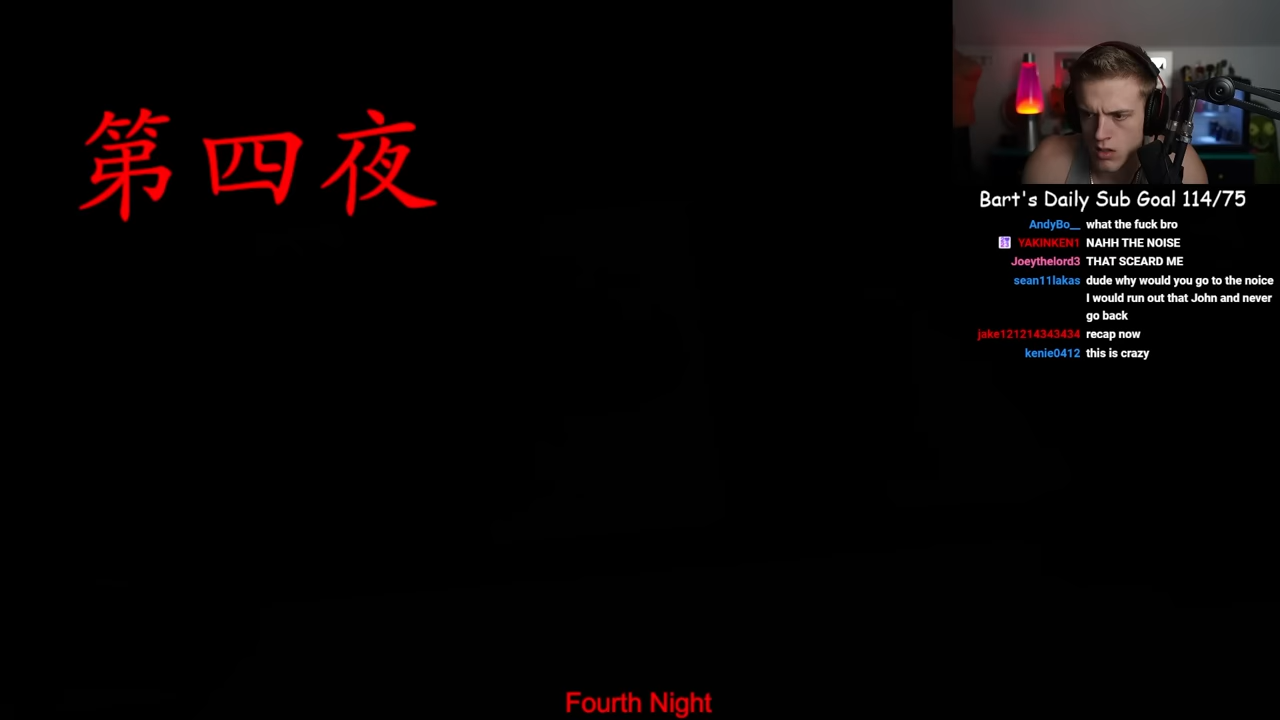 第四夜
Fourth Night
Bart's Daily Sub Goal 114/75
AndyBo__ what the fuck bro
YAKINKEN1 NAHH THE NOISE
Joeythelord3 THAT SCEARD ME
sean11lakas dude why would you go to the noice
I would run out that John and never
go back
jake121214343434 recap now
kenie0412 this is crazy